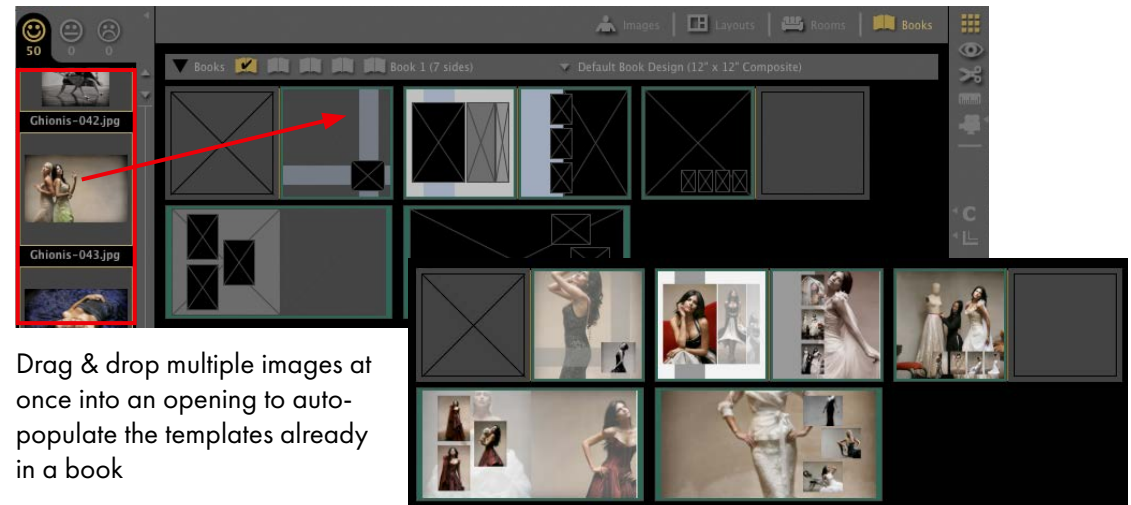 Images
Layouts
Rooms
Books
50
0
0
Books
Book 1 (7 sides)
Default Book Design (12" x 12" Composite)
Ghionis-042.jpg
Ghionis-043.jpg
C
Drag & drop multiple images at
once into an opening to auto-
populate the templates already
in a book